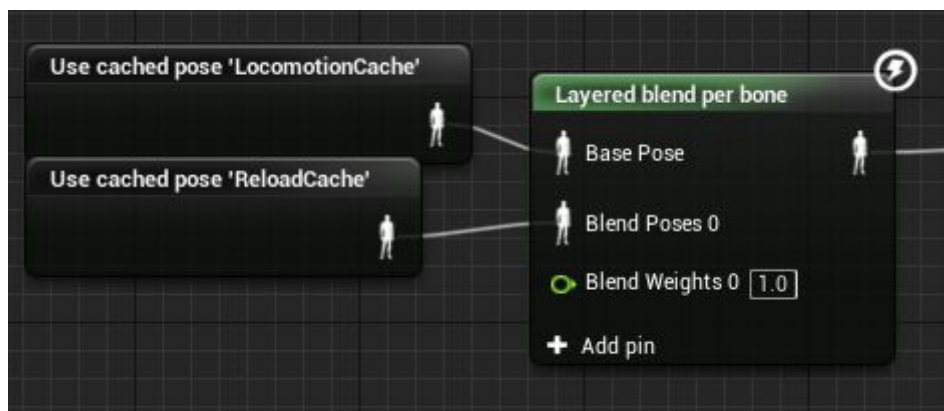 Use cached pose 'LocomotionCache'
Use cached pose 'ReloadCache'
Layered blend per bone
Base Pose
Blend Poses 0
Blend Weights 0 1.0
Add pin